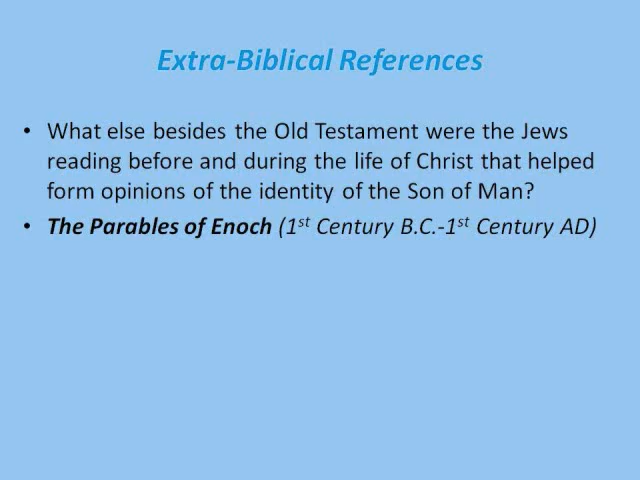 Extra-Biblical References
• What else besides the Old Testament were the Jews
reading before and during the life of Christ that helped
form opinions of the identity of the Son of Man?
• The Parables of Enoch (1st Century B.C.-1st Century AD)